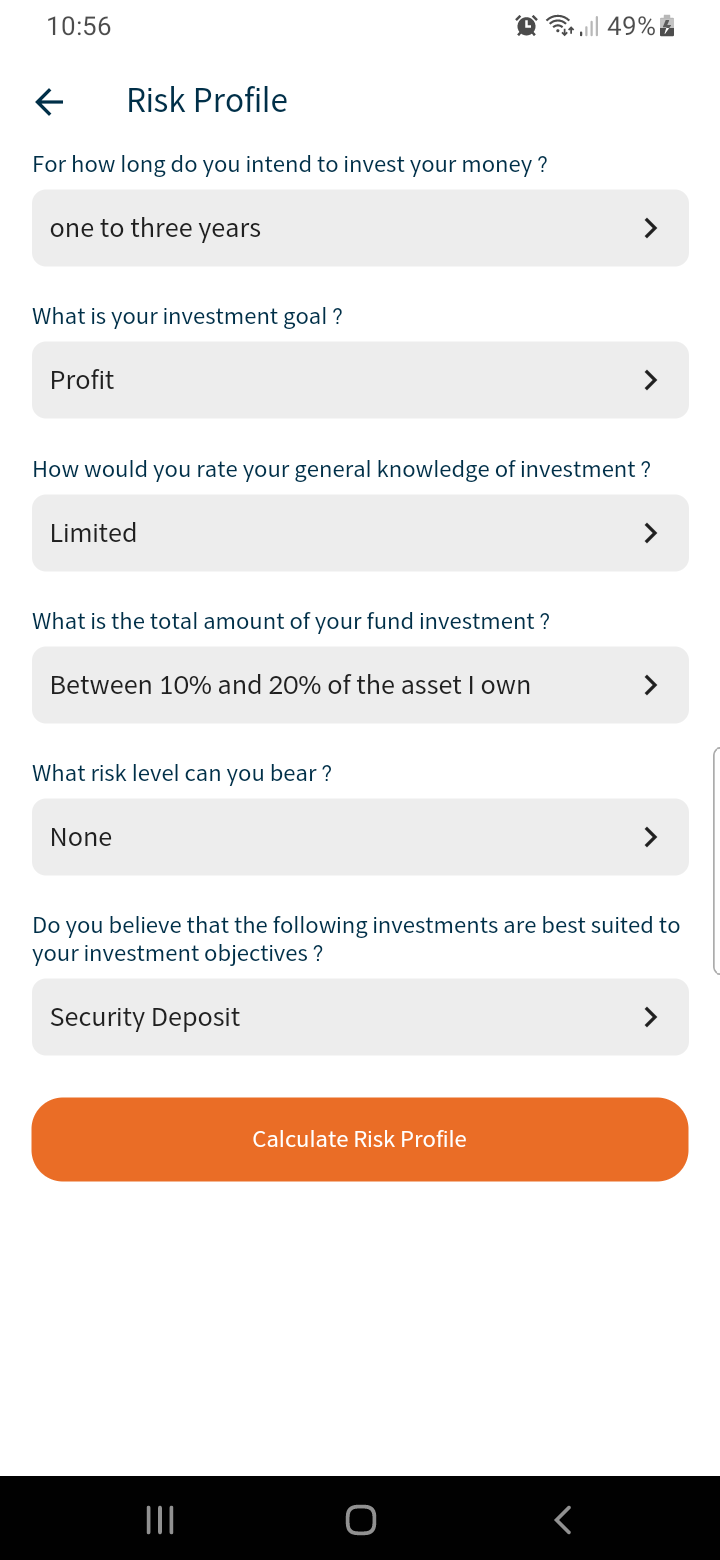 10:56
49%
Risk Profile
For how long do you intend to invest your money ?
one to three years
What is your investment goal ?
Profit
How would you rate your general knowledge of investment ?
Limited
What is the total amount of your fund investment ?
Between 10% and 20% of the asset I own
What risk level can you bear ?
None
Do you believe that the following investments are best suited to
your investment objectives ?
Security Deposit
Calculate Risk Profile